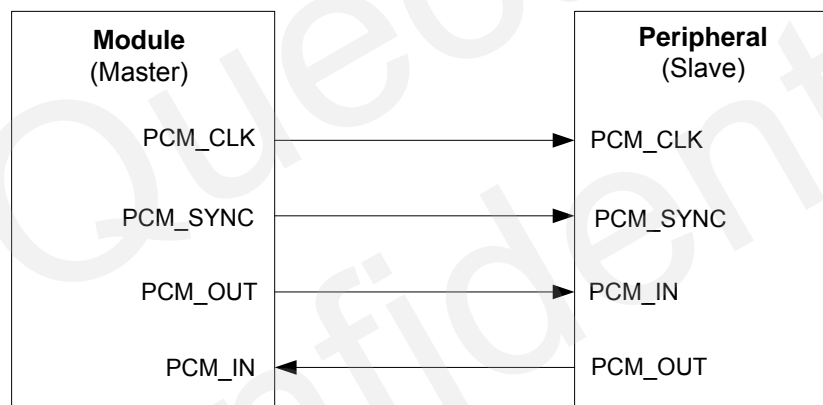 Module
(Master)
PCM_CLK
PCM_SYNC
PCM_OUT
PCM_IN
Peripheral
(Slave)
PCM_CLK
PCM_SYNC
PCM_IN
PCM_OUT